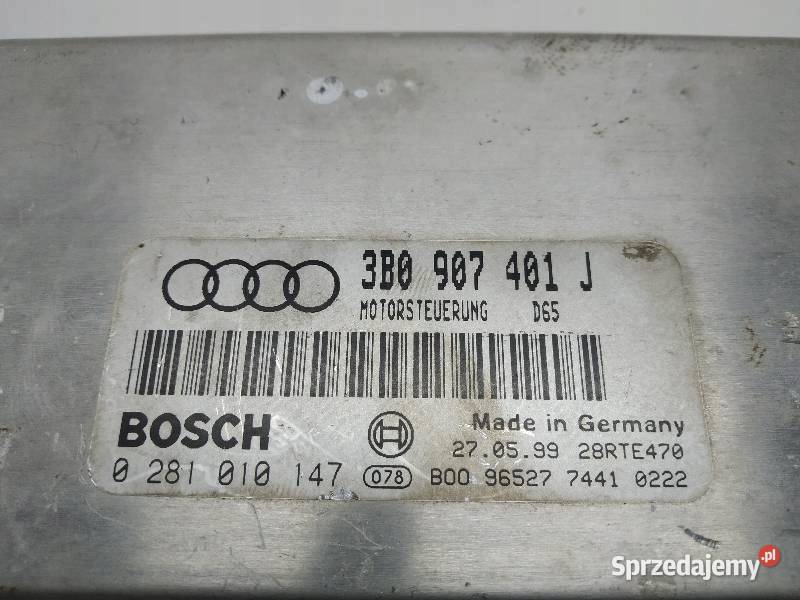 3B0 907 401 J
MOTORSTEUERUNG D65
BOSCH
Made in Germany
27.05.99 28RTE470
0 281 010 147 078 B00 96527 7441 0222
Sprzedajemy.pl